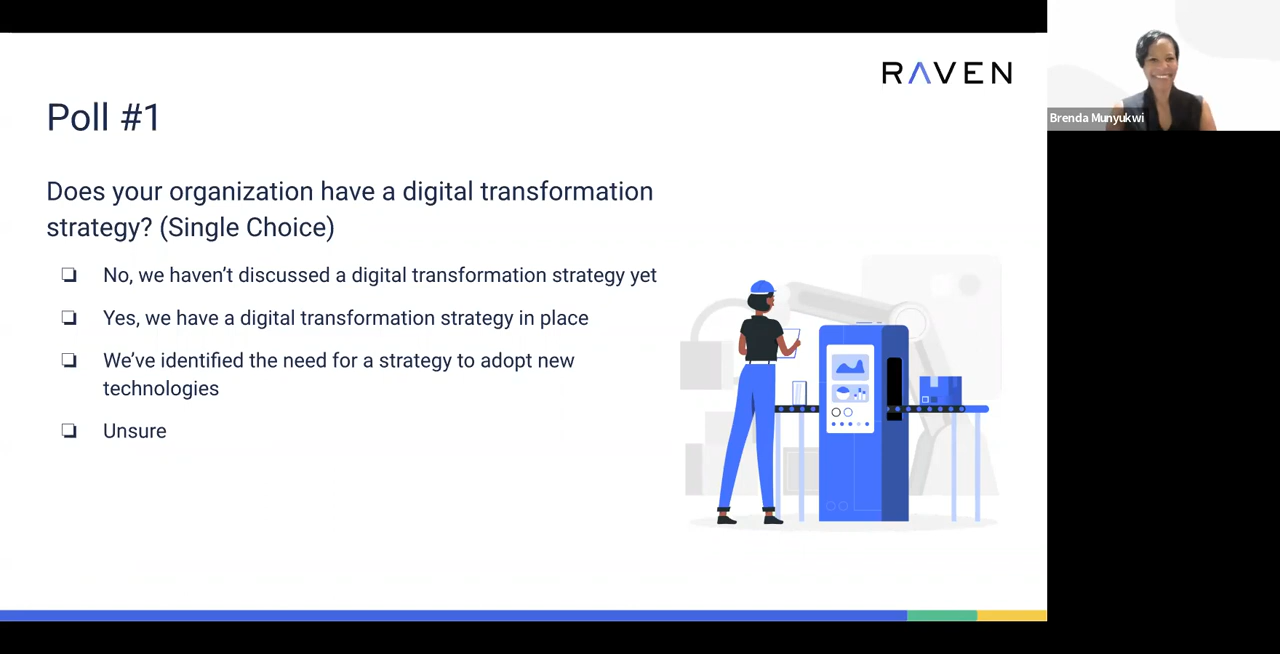 RAVEN
Poll #1
Does your organization have a digital transformation
strategy? (Single Choice)
❏ No, we haven’t discussed a digital transformation strategy yet
❏ Yes, we have a digital transformation strategy in place
❏ We’ve identified the need for a strategy to adopt new
technologies
❏ Unsure
Brenda Munyukwi